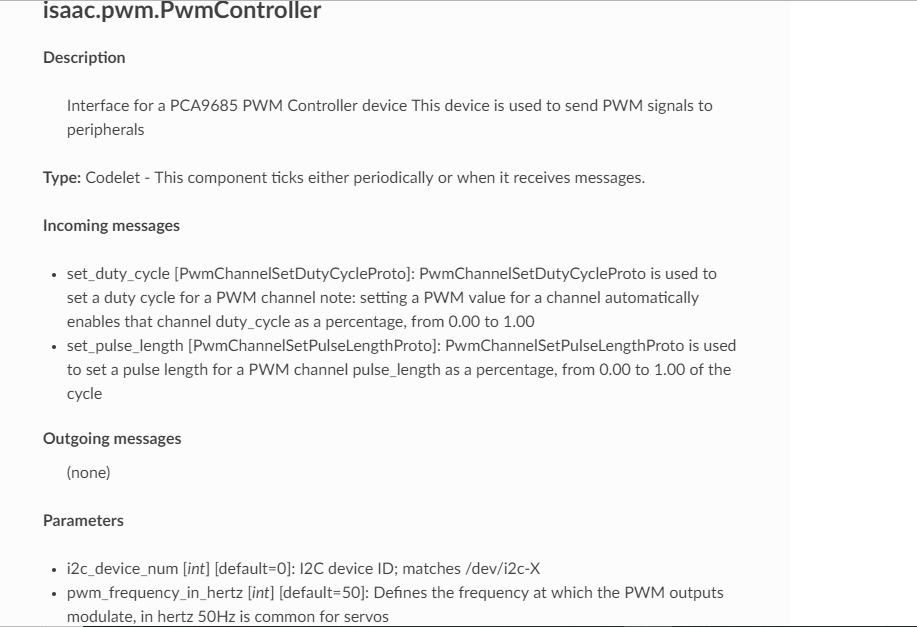 isaac.pwm.PwmController
Description
Interface for a PCA9685 PWM Controller device This device is used to send PWM signals to
peripherals
Type: Codelet - This component ticks either periodically or when it receives messages.
Incoming messages
• set_duty_cycle [PwmChannelSetDutyCycleProto]: PwmChannelSetDutyCycleProto is used to
set a duty cycle for a PWM channel note: setting a PWM value for a channel automatically
enables that channel duty_cycle as a percentage, from 0.00 to 1.00
• set_pulse_length [PwmChannelSetPulseLengthProto]: PwmChannelSetPulseLengthProto is used
to set a pulse length for a PWM channel pulse_length as a percentage, from 0.00 to 1.00 of the
cycle
Outgoing messages
(none)
Parameters
• i2c_device_num [int] [default=0]: I2C device ID; matches /dev/i2c-X
• pwm_frequency_in_hertz [int] [default=50]: Defines the frequency at which the PWM outputs
modulate, in hertz 50Hz is common for servos